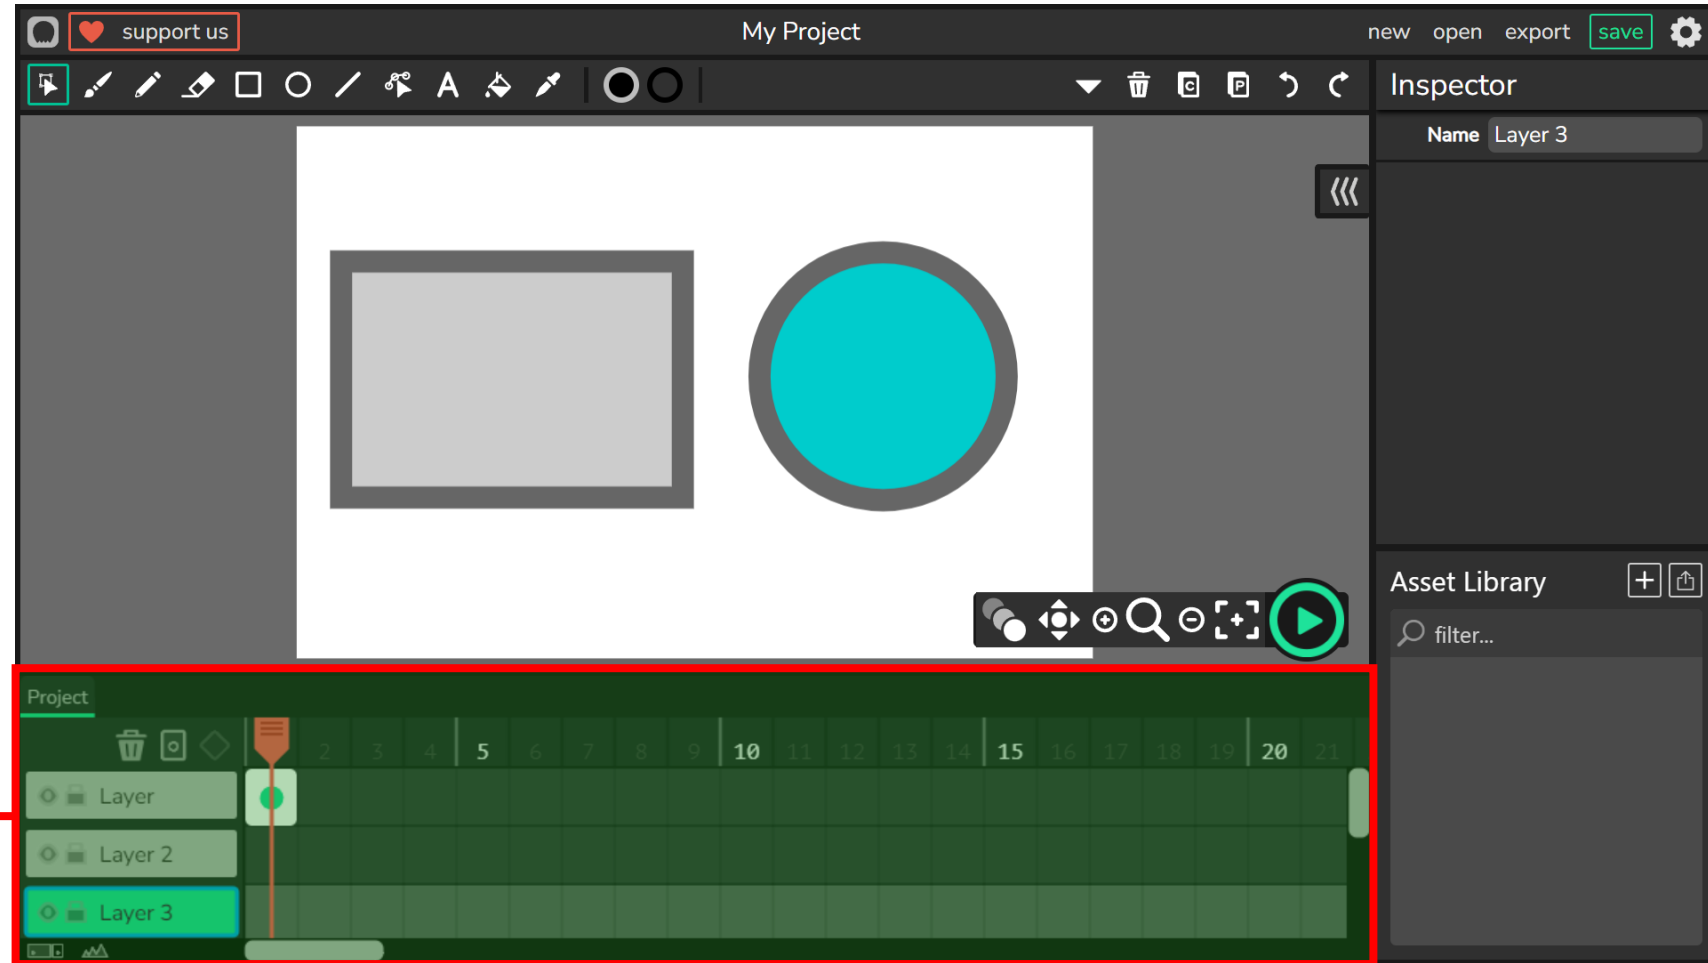 support us
My Project
new open export save
Inspector
Name Layer 3
Asset Library
filter...
Project
2 3 4 5 6 7 8 9 10 11 12 13 14 15 16 17 18 19 20 21
Layer
Layer 2
Layer 3